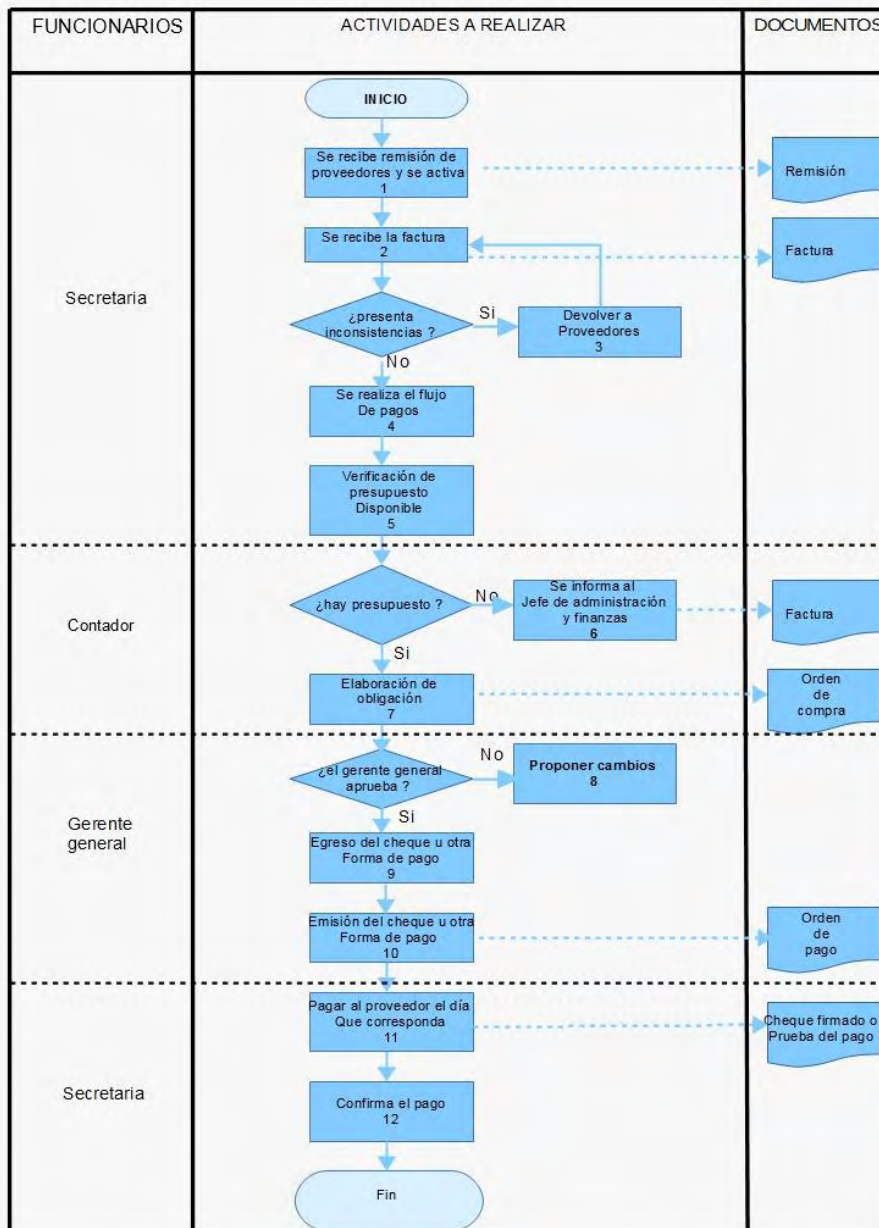 FUNCIONARIOS
ACTIVIDADES A REALIZAR
DOCUMENTOS
INICIO
Se recibe remisión de
proveedores y se activa
1
Remisión
Se recibe la factura
2
Factura
Secretaria
¿presenta
inconsistencias ?
Si
Devolver a
Proveedores
3
No
Se realiza el flujo
De pagos
4
Verificación de
presupuesto
Disponible
5
Contador
¿hay presupuesto ?
No
Se informa al
Jefe de administración
y finanzas
6
Factura
Si
Elaboración de
obligación
7
Orden
de
compra
Gerente
general
¿el gerente general
aprueba ?
No
Proponer cambios
8
Si
Egreso del cheque u otra
Forma de pago
9
Emisión del cheque u otra
Forma de pago
10
Orden
de
pago
Secretaria
Pagar al proveedor el día
Que corresponda
11
Cheque firmado o
Prueba del pago
Confirma el pago
12
Fin